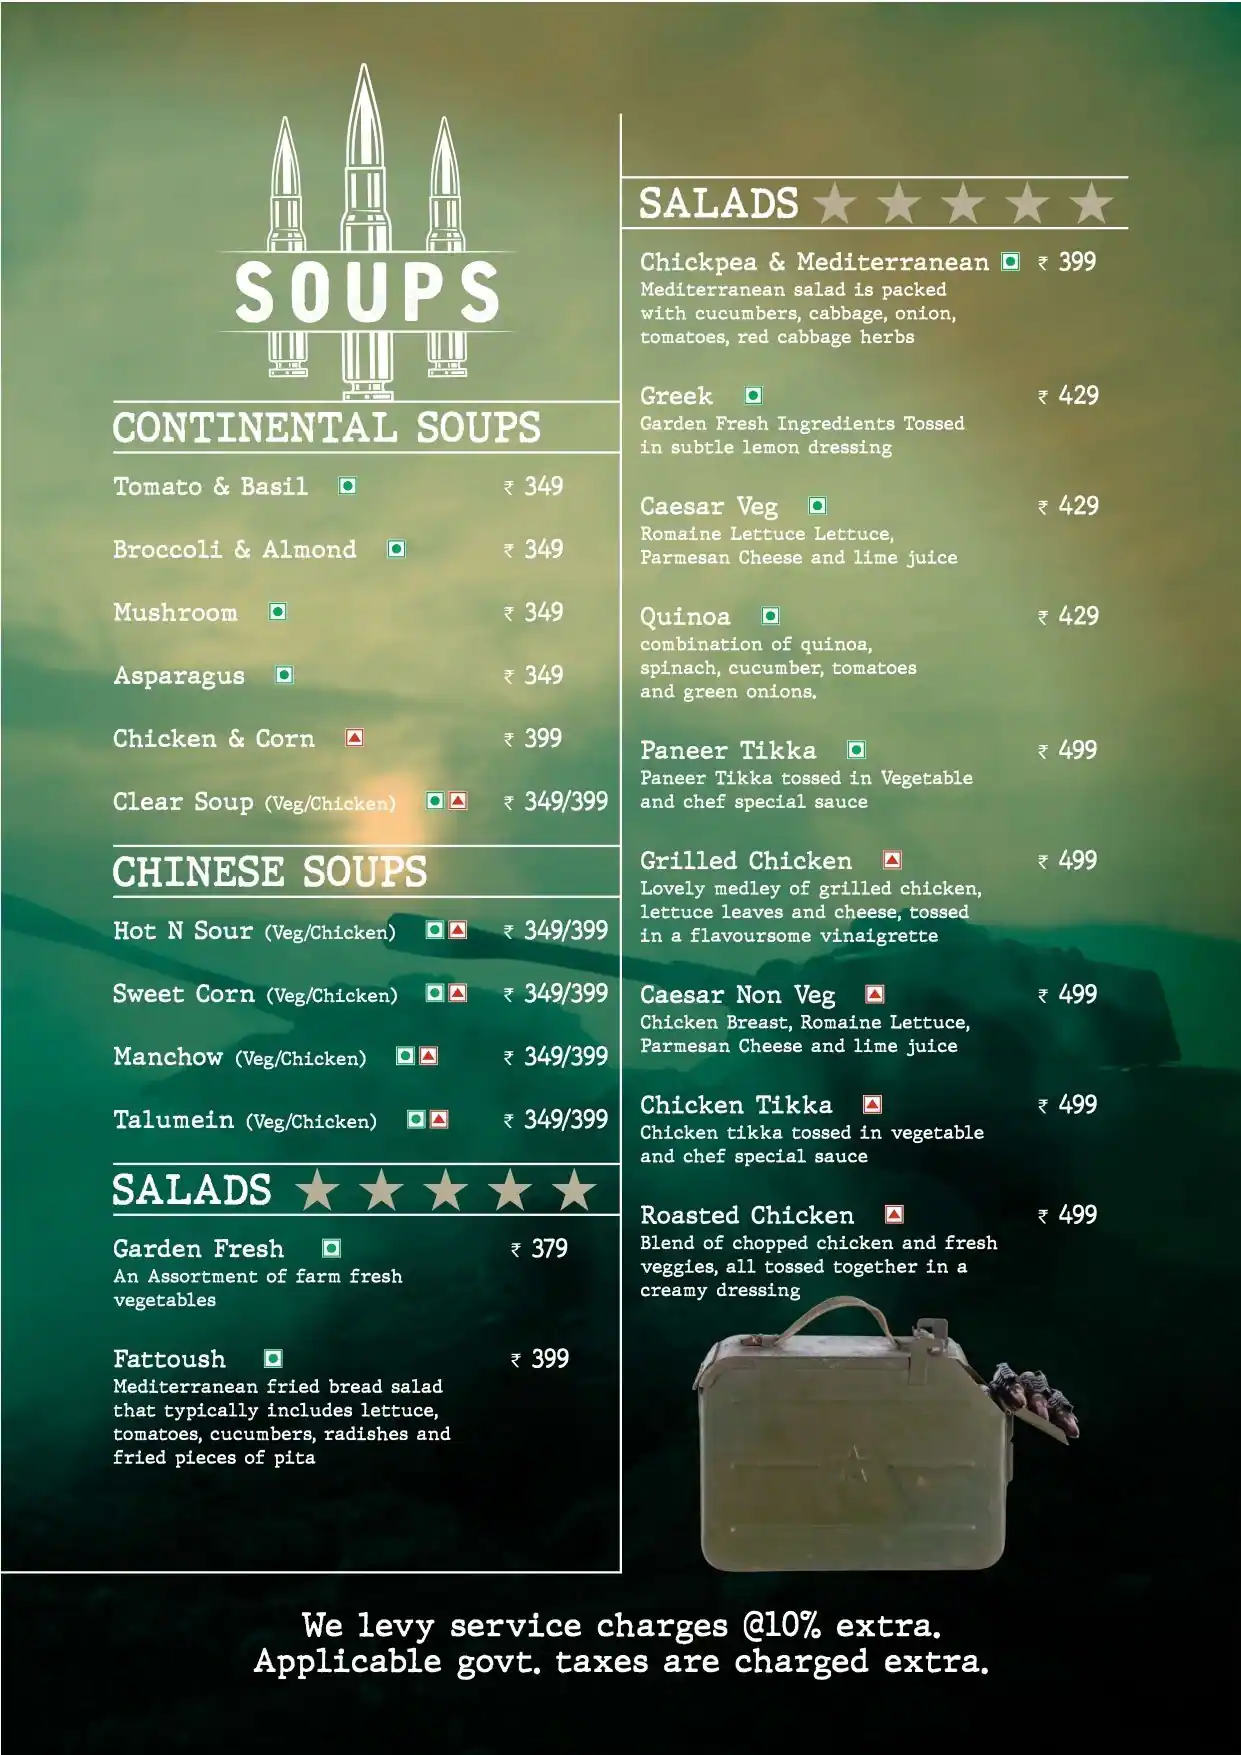 SOUPS
CONTINENTAL SOUPS
Tomato & Basil ₹ 349
Broccoli & Almond ₹ 349
Mushroom ₹ 349
Asparagus ₹ 349
Chicken & Corn ₹ 399
Clear Soup (Veg/Chicken) ₹ 349/399
CHINESE SOUPS
Hot N Sour (Veg/Chicken) ₹ 349/399
Sweet Corn (Veg/Chicken) ₹ 349/399
Manchow (Veg/Chicken) ₹ 349/399
Talumein (Veg/Chicken) ₹ 349/399
SALADS
Garden Fresh ₹ 379
An Assortment of farm fresh
vegetables
Fattoush ₹ 399
Mediterranean fried bread salad
that typically includes lettuce,
tomatoes, cucumbers, radishes and
fried pieces of pita
SALADS
Chickpea & Mediterranean ₹ 399
Mediterranean salad is packed
with cucumbers, cabbage, onion,
tomatoes, red cabbage herbs
Greek ₹ 429
Garden Fresh Ingredients Tossed
in subtle lemon dressing
Caesar Veg ₹ 429
Romaine Lettuce Lettuce,
Parmesan Cheese and lime juice
Quinoa ₹ 429
combination of quinoa,
spinach, cucumber, tomatoes
and green onions.
Paneer Tikka ₹ 499
Paneer Tikka tossed in Vegetable
and chef special sauce
Grilled Chicken ₹ 499
Lovely medley of grilled chicken,
lettuce leaves and cheese, tossed
in a flavoursome vinaigrette
Caesar Non Veg ₹ 499
Chicken Breast, Romaine Lettuce,
Parmesan Cheese and lime juice
Chicken Tikka ₹ 499
Chicken tikka tossed in vegetable
and chef special sauce
Roasted Chicken ₹ 499
Blend of chopped chicken and fresh
veggies, all tossed together in a
creamy dressing
We levy service charges @10% extra.
Applicable govt. taxes are charged extra.